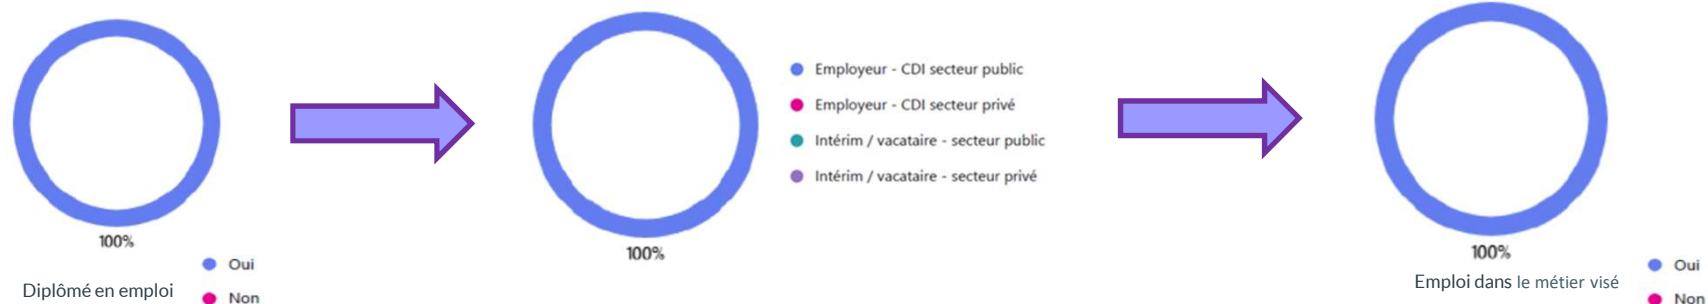 100%
Oui
Non
Diplômé en emploi
Employeur - CDI secteur public
Employeur - CDI secteur privé
Intérim / vacataire - secteur public
Intérim / vacataire - secteur privé
100%
100%
Emploi dans le métier visé
Oui
Non